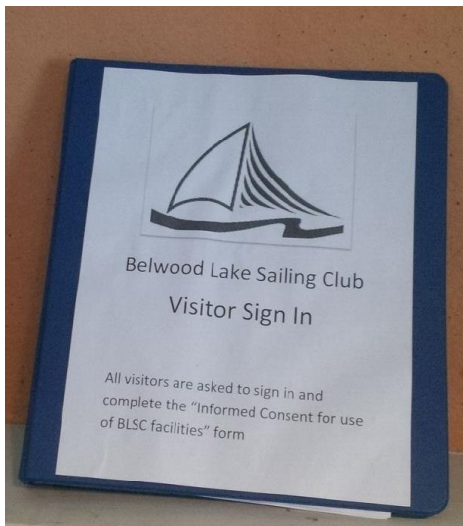 Belwood Lake Sailing Club
Visitor Sign In
All visitors are asked to sign in and
complete the “Informed Consent for use
of BLSC facilities” form